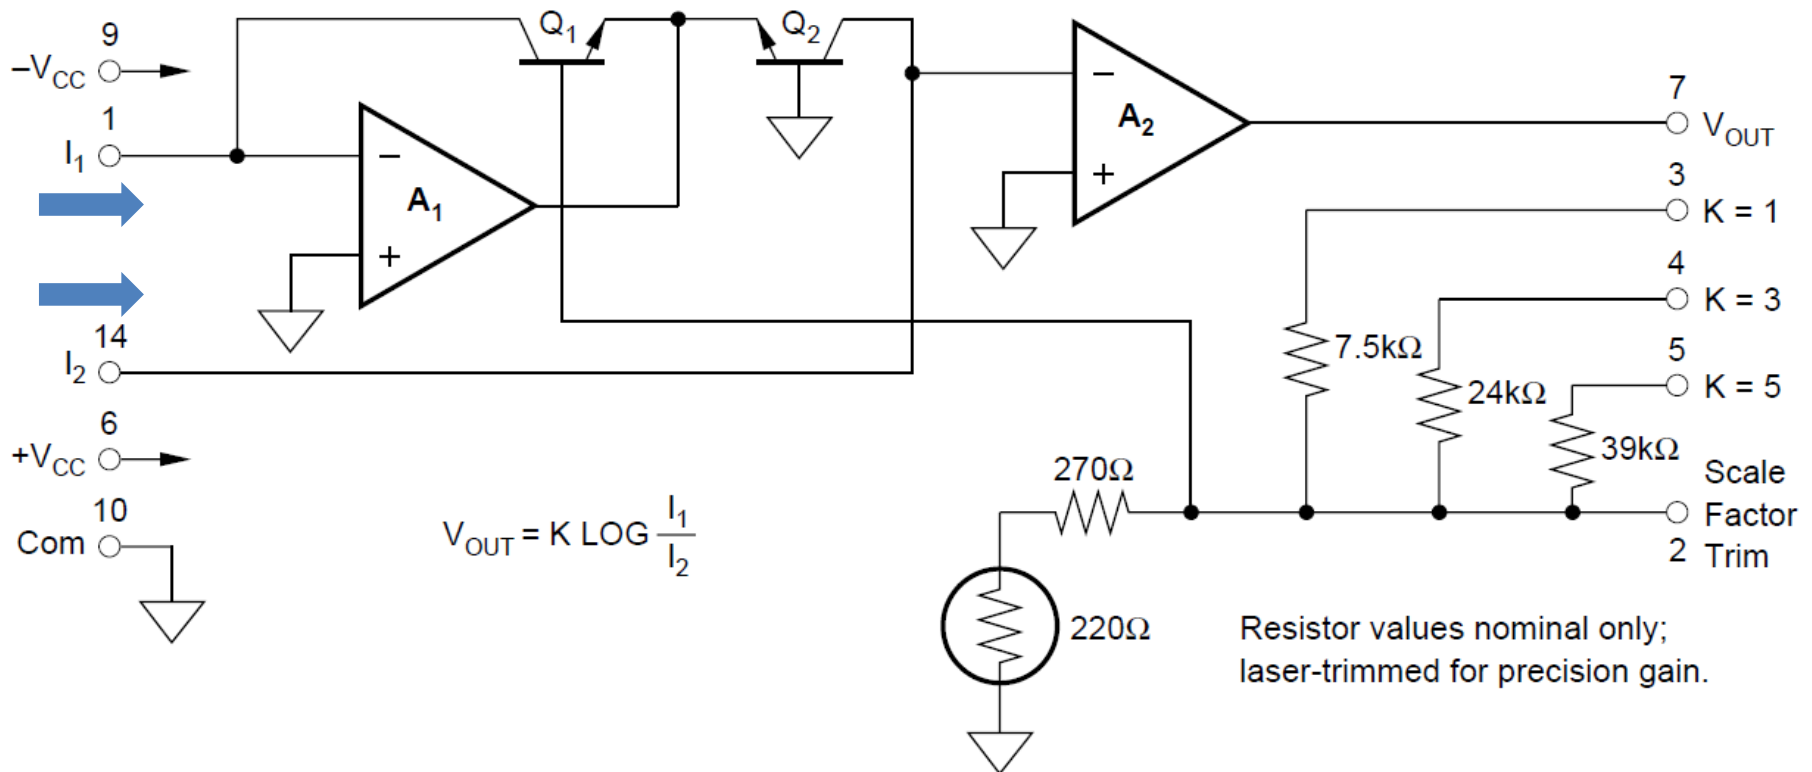 9
–VCC
1
I1
14
I2
6
+VCC
10
Com
Q1
Q2
–
A1
+
–
A2
+
7
VOUT
3
K = 1
4
K = 3
5
K = 5
7.5kΩ
24kΩ
39kΩ
270Ω
220Ω
Scale
Factor
2 Trim
VOUT = K LOG I1
I2
Resistor values nominal only;
laser-trimmed for precision gain.